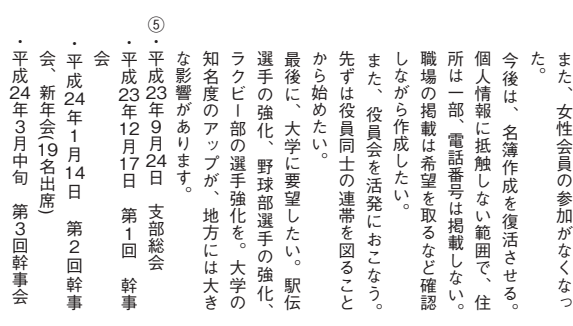 また、女性会員の参加がなくなっ
た。
今後は、名簿作成を復活させる。
個人情報に抵触しない範囲で、住
所は一部、電話番号は掲載しない。
職場の掲載は希望を取るなど確認
しながら作成したい。
また、役員会を活発におこなう。
先ずは役員同士の連帯を図ること
から始めたい。
最後に、大学に要望したい。駅伝
選手の強化、野球部選手の強化、
ラクビー部の選手強化を。大学の
知名度のアップが、地方には大き
な影響があります。
⑤・平成23年9月24日 支部総会
・平成23年12月17日 第1回 幹事
会
・平成24年1月14日 第2回幹事
会、新年会(19名出席)
・平成24年3月中旬 第3回幹事会